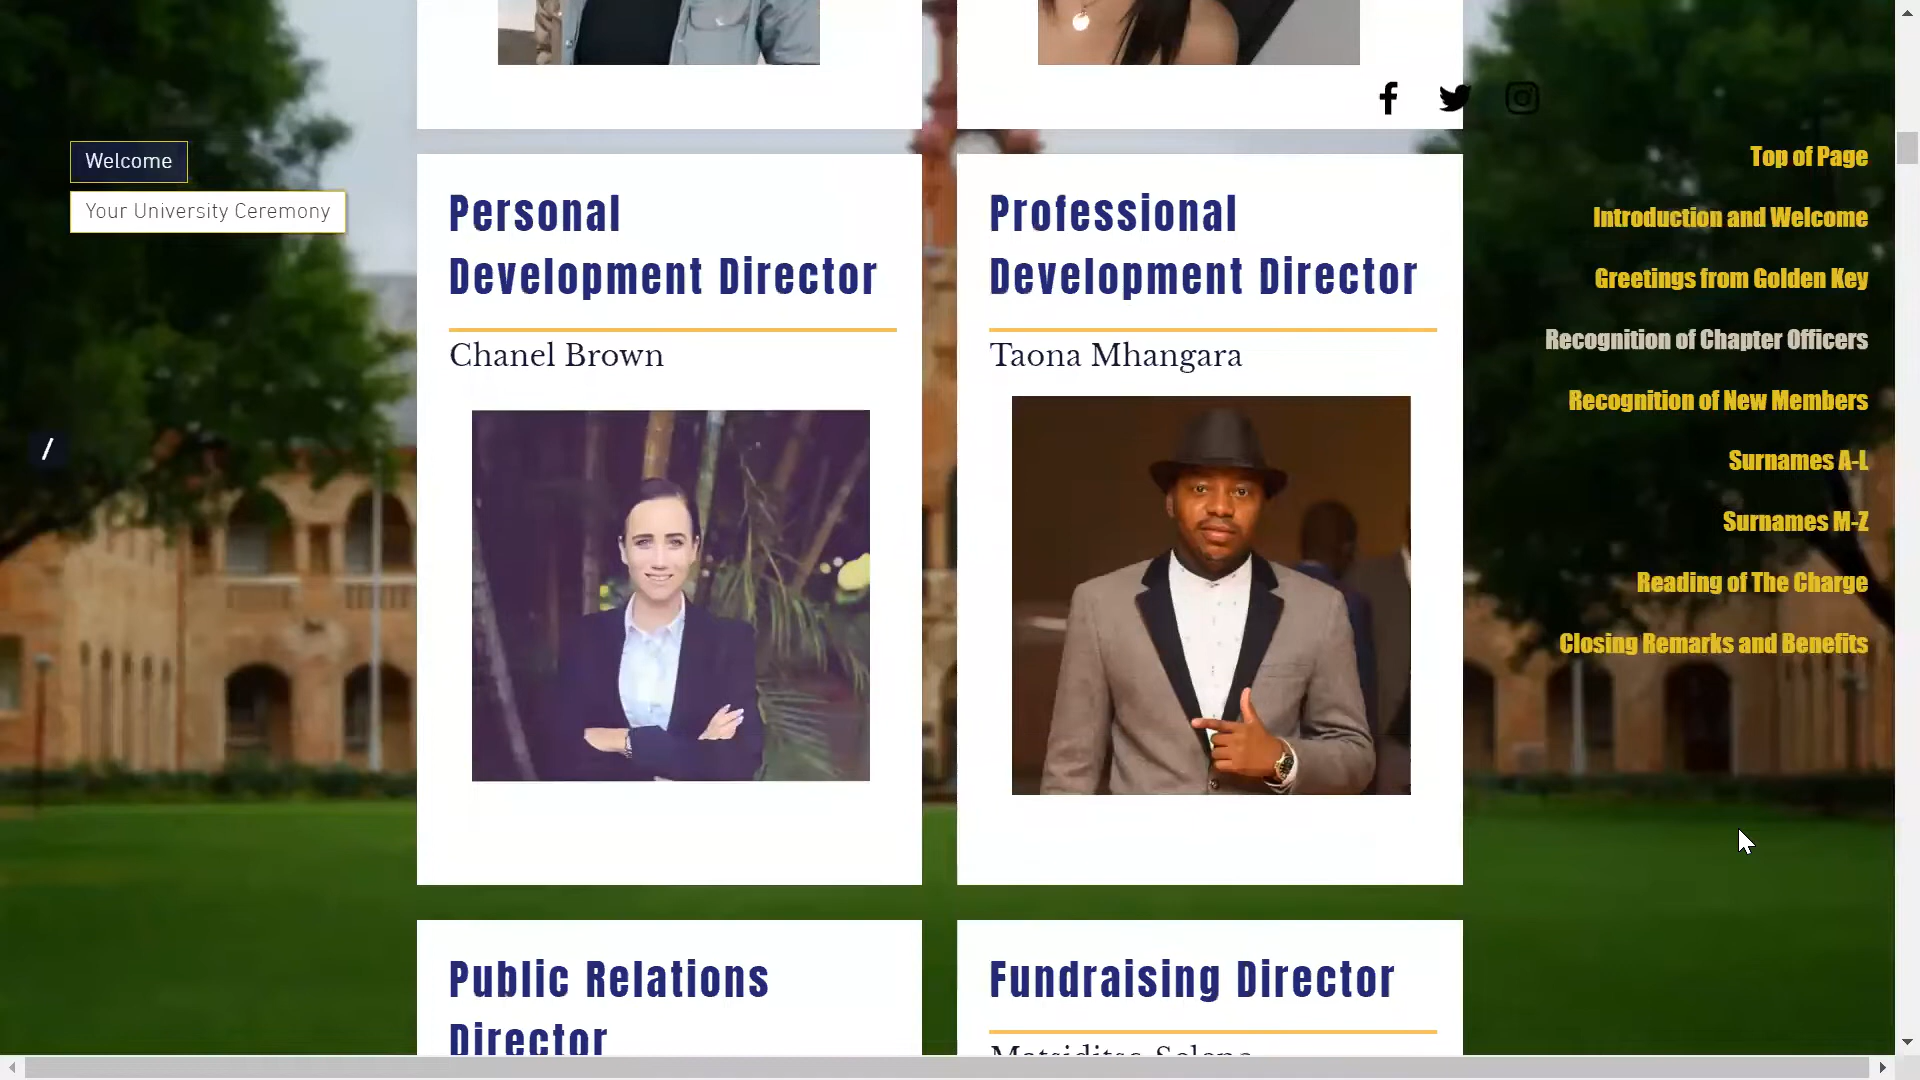 Welcome
Your University Ceremony
/
Personal
Development Director
Chanel Brown
Professional
Development Director
Taona Mhangara
Public Relations
Director
Fundraising Director
Top of Page
Introduction and Welcome
Greetings from Golden Key
Recognition of Chapter Officers
Recognition of New Members
Surnames A-L
Surnames M-Z
Reading of The Charge
Closing Remarks and Benefits